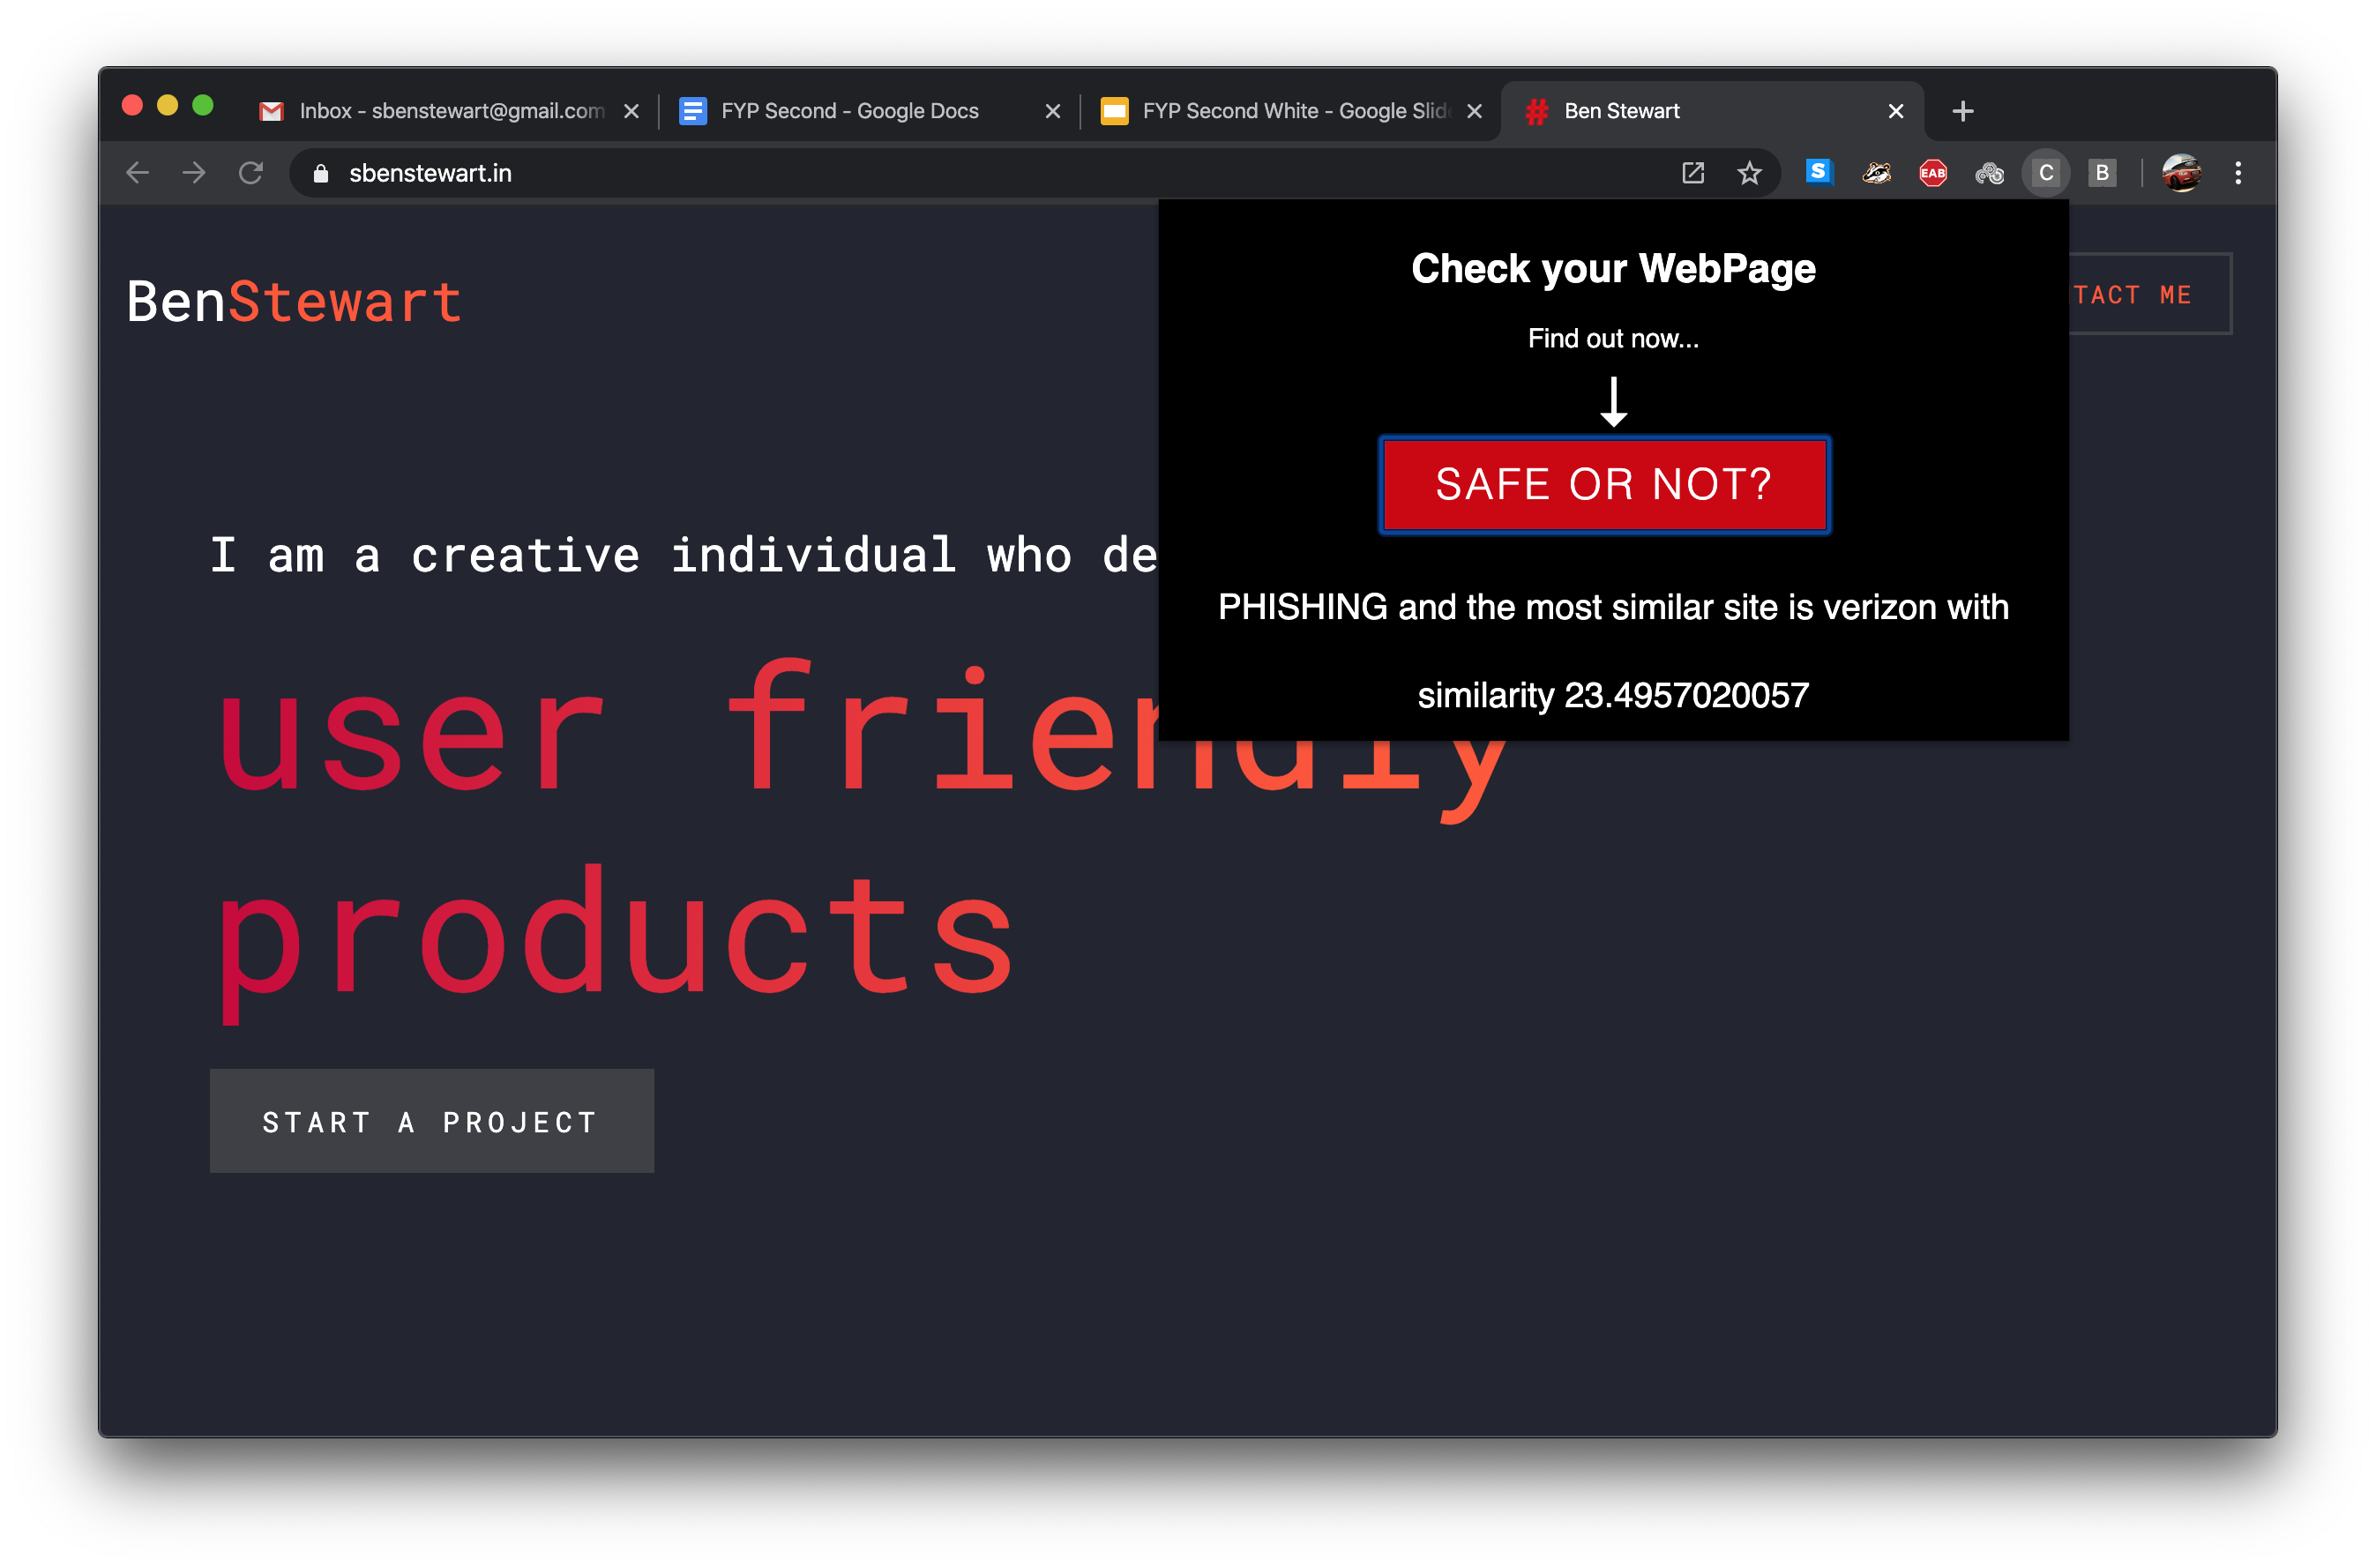 Inbox - sbenstewart@gmail.com
FYP Second - Google Docs
FYP Second White - Google Slide
Ben Stewart
sbenstewart.in
S
EAB
C
B
BenStewart
TACT ME
Check your WebPage
Find out now...
SAFE OR NOT?
PHISHING and the most similar site is verizon with
similarity 23.4957020057
I am a creative individual who de
user friendly
products
START A PROJECT